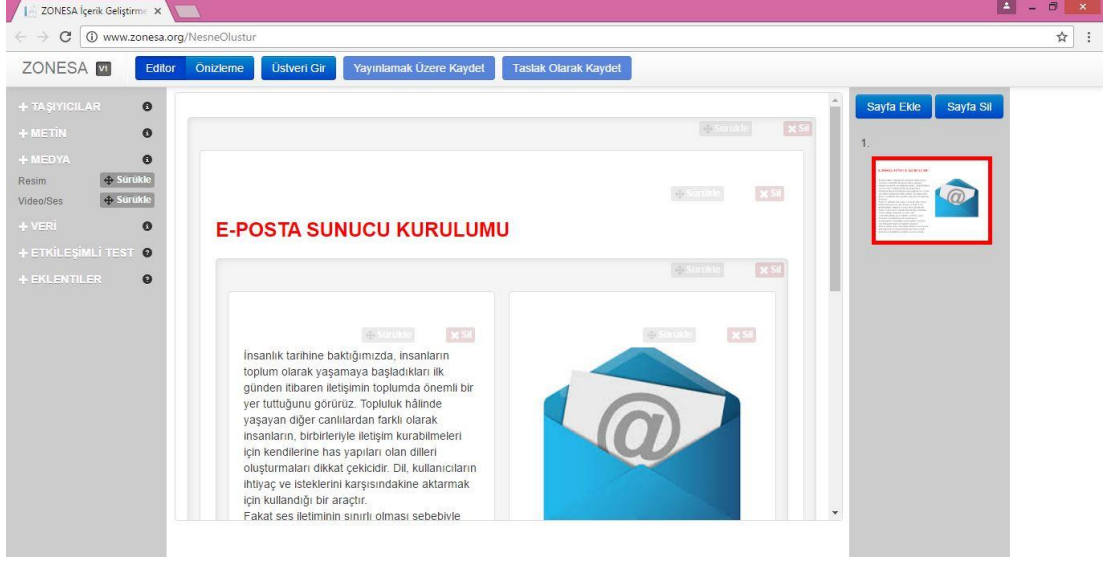 ZONESA İçerik Geliştirme
www.zonesa.org/NesneOlustur
ZONESA V1 Editor Önizleme Üstveri Gir Yayınlamak Üzere Kaydet Taslak Olarak Kaydet
TAŞIYICILAR
METİN
MEDYA
Resim Sürükle
Video/Ses Sürükle
VERİ
ETKİLEŞİMLİ TEST
EKLENTILER
Sürükle Sil
Sürükle Sil
E-POSTA SUNUCU KURULUMU
Sürükle Sil
Sürükle Sil
İnsanlık tarihine baktığımızda, insanların
toplum olarak yaşamaya başladıkları ilk
günden itibaren iletişimin toplumda önemli bir
yer tuttuğunu görürüz. Topluluk hâlinde
yaşayan diğer canlılardan farklı olarak
insanların, birbirleriyle iletişim kurabilmeleri
için kendilerine has yapıları olan dilleri
oluşturmaları dikkat çekicidir. Dil, kullanıcıların
ihtiyaç ve isteklerini karşısındakine aktarmak
için kullandığı bir araçtır.
Fakat ses iletiminin sınırlı olması sebebiyle
Sürükle Sil
@
Sayfa Ekle Sayfa Sil
1.